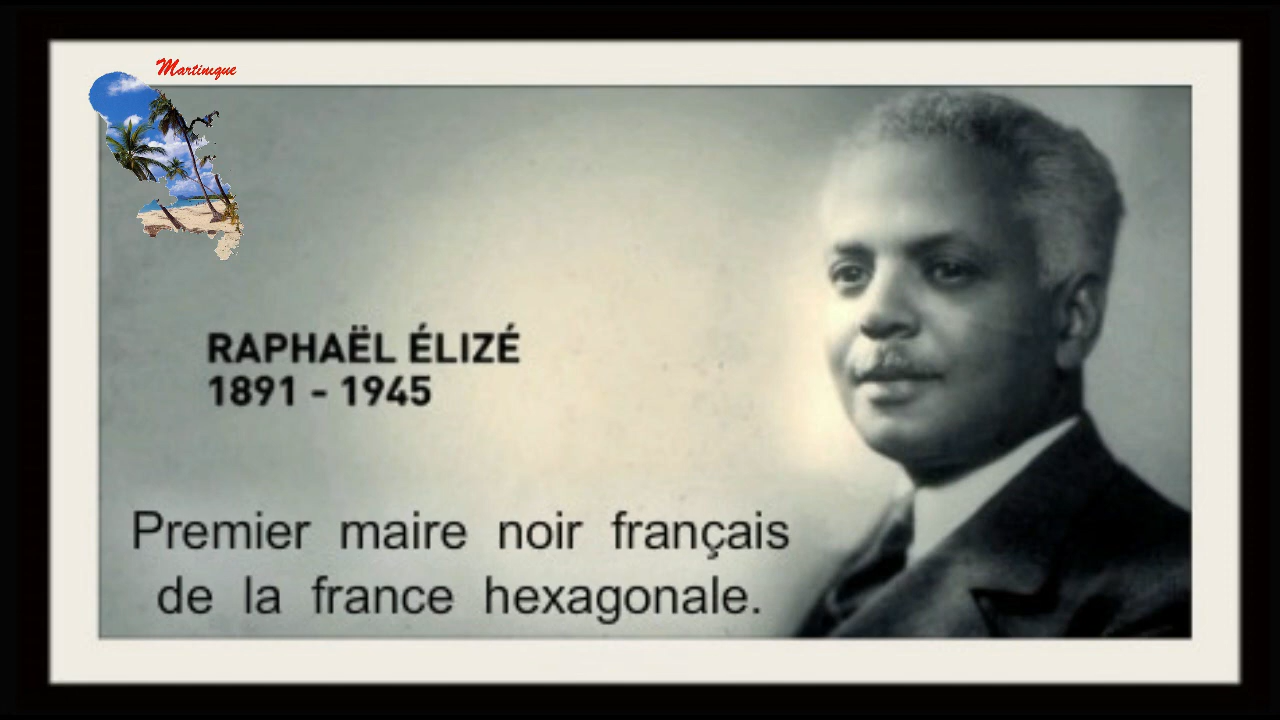 Martinique
RAPHAËL ÉLIZÉ
1891 - 1945
Premier maire noir français
de la france hexagonale.